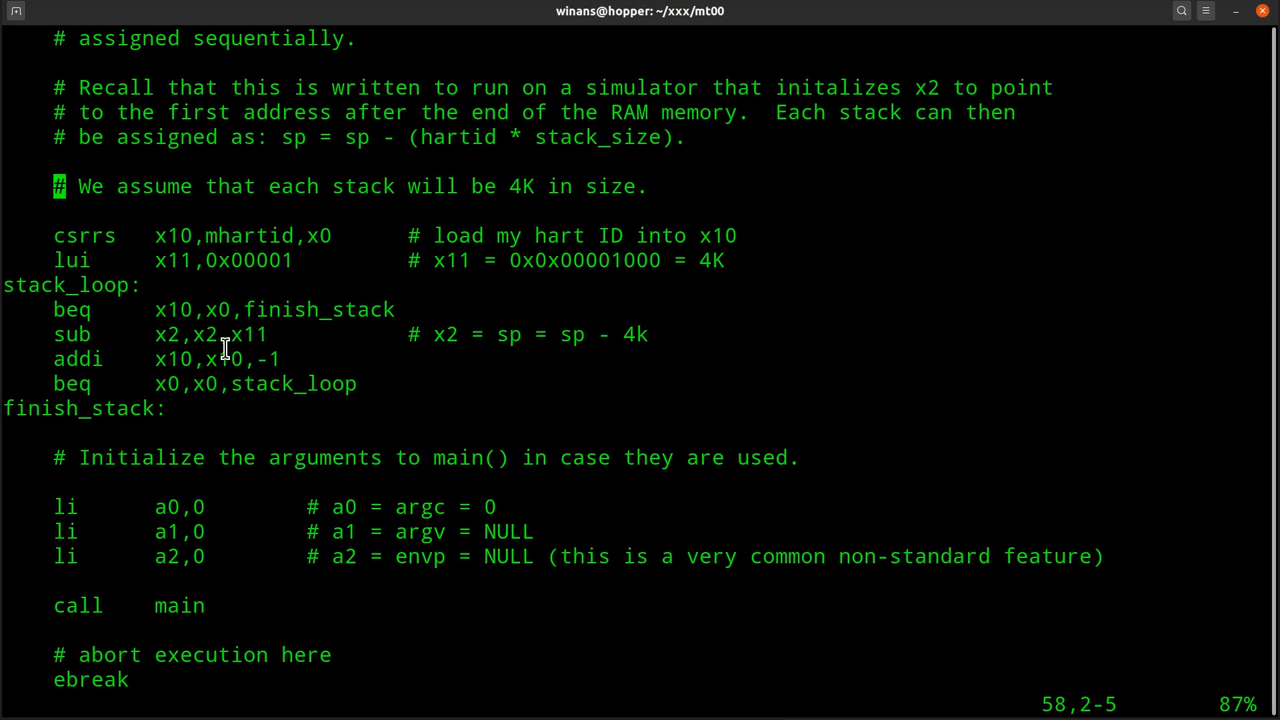 winans@hopper: ~/xxx/mt00
# assigned sequentially.
# Recall that this is written to run on a simulator that initalizes x2 to point
# to the first address after the end of the RAM memory.  Each stack can then
# be assigned as: sp = sp - (hartid * stack_size).
# We assume that each stack will be 4K in size.
csrrs   x10,mhartid,x0      # load my hart ID into x10
lui     x11,0x00001         # x11 = 0x0x00001000 = 4K
stack_loop:
beq     x10,x0,finish_stack
sub     x2,x2,x11           # x2 = sp = sp - 4k
addi    x10,x10,-1
beq     x0,x0,stack_loop
finish_stack:
# Initialize the arguments to main() in case they are used.
li      a0,0        # a0 = argc = 0
li      a1,0        # a1 = argv = NULL
li      a2,0        # a2 = envp = NULL (this is a very common non-standard feature)
call    main
# abort execution here
ebreak
58,2-5        87%